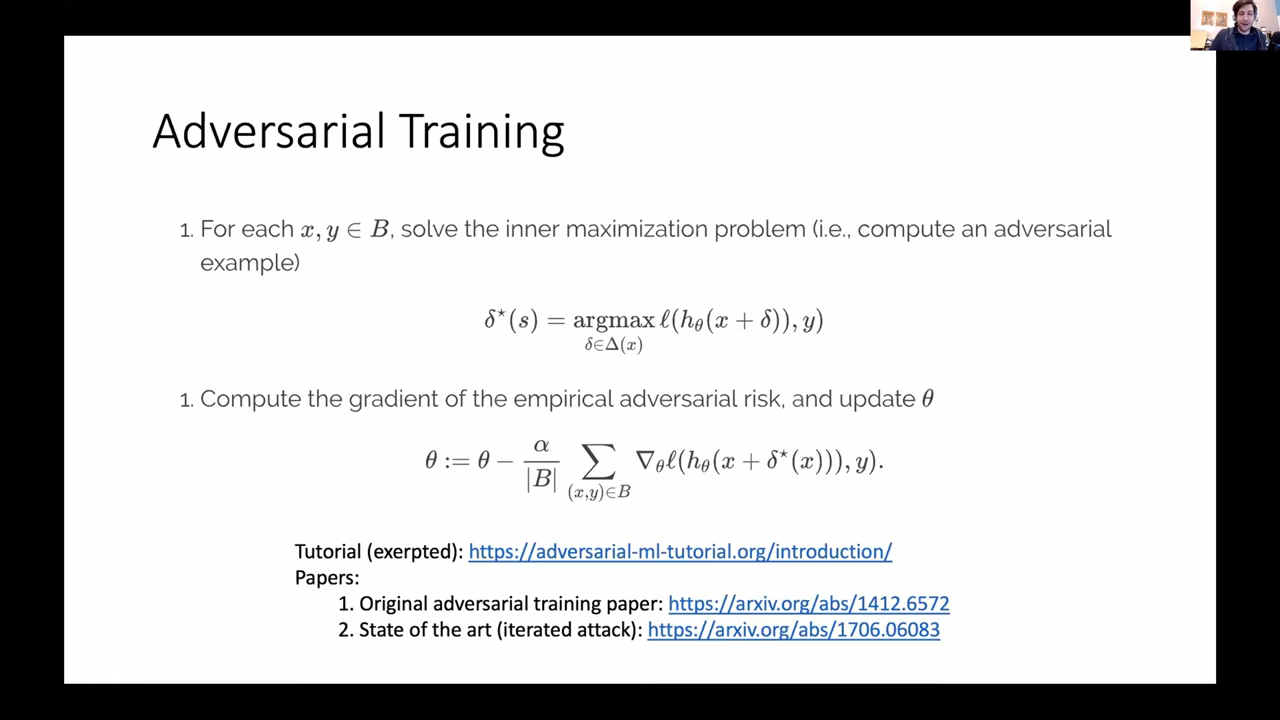 Adversarial Training
1. For each x, y ∈ B, solve the inner maximization problem (i.e., compute an adversarial
example)
δ⋆(s) = argmax ℓ(hθ(x + δ)), y)
δ∈Δ(x)
1. Compute the gradient of the empirical adversarial risk, and update θ
θ := θ − α/|B| ∑ ∇θℓ(hθ(x + δ⋆(x))), y).
(x,y)∈B
Tutorial (exerpted): https://adversarial-ml-tutorial.org/introduction/
Papers:
1. Original adversarial training paper: https://arxiv.org/abs/1412.6572
2. State of the art (iterated attack): https://arxiv.org/abs/1706.06083